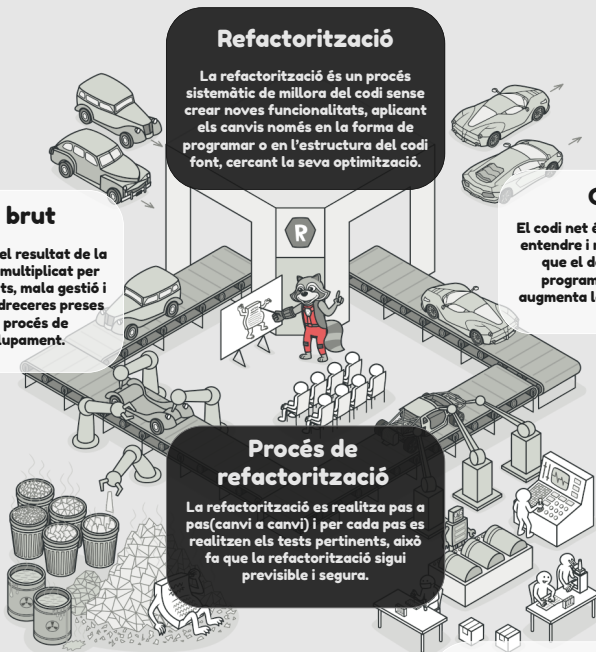 Refactorització
La refactorització és un procés
sistemàtic de millora del codi sense
crear noves funcionalitats, aplicant
els canvis només en la forma de
programar o en l'estructura del codi
font, cercant la seva optimització.
brut
el resultat de la
multiplicat per
ts, mala gestió i
dreceres preses
procés de
lupament.
R
C
El codi net è
entendre i r
que el d
program
augmenta l
Procés de
refactorització
La refactorització es realitza pas a
pas(canvi a canvi) i per cada pas es
realitzen els tests pertinents, això
fa que la refactorització sigui
previsible i segura.